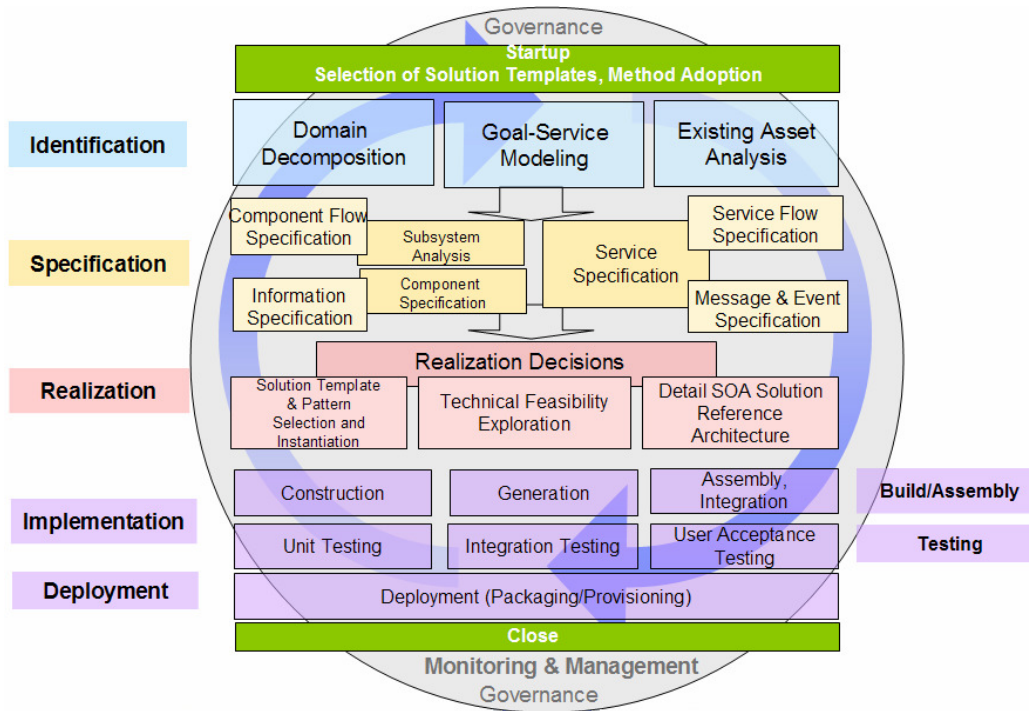 Governance
Startup
Selection of Solution Templates, Method Adoption
Identification
Domain
Decomposition
Goal-Service
Modeling
Existing Asset
Analysis
Specification
Component Flow
Specification
Subsystem
Analysis
Component
Specification
Information
Specification
Service
Specification
Service Flow
Specification
Message & Event
Specification
Realization
Realization Decisions
Solution Template
& Pattern
Selection and
Instantiation
Technical Feasibility
Exploration
Detail SOA Solution
Reference
Architecture
Implementation
Construction
Generation
Assembly,
Integration
Build/Assembly
Unit Testing
Integration Testing
User Acceptance
Testing
Testing
Deployment
Deployment (Packaging/Provisioning)
Close
Monitoring & Management
Governance